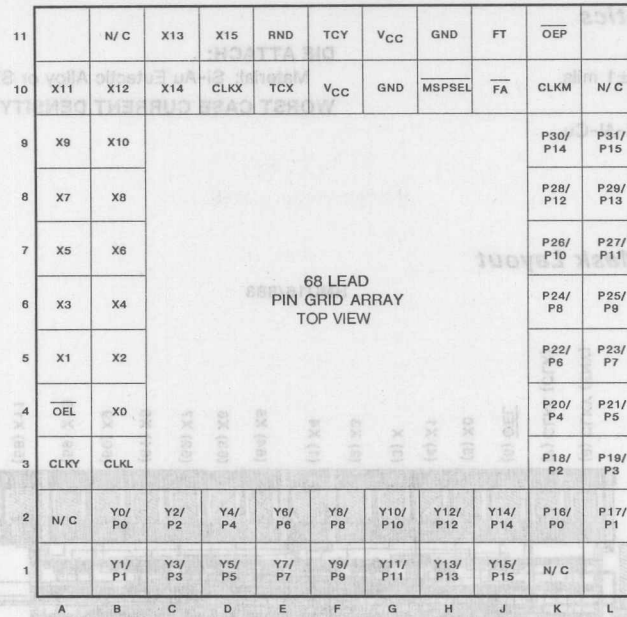 11 N/C X13 X15 RND TCY VCC GND FT OEP
10 X11 X12 X14 CLKX TCX VCC GND MSPSEL FA CLKM N/C
9 X9 X10 P30/P14 P31/P15
8 X7 X8 P28/P12 P29/P13
7 X5 X6 P26/P10 P27/P11
6 X3 X4 P24/P8 P25/P9
68 LEAD
PIN GRID ARRAY
TOP VIEW
5 X1 X2 P22/P6 P23/P7
4 OEL X0 P20/P4 P21/P5
3 CLKY CLKL P18/P2 P19/P3
2 N/C Y0/P0 Y2/P2 Y4/P4 Y6/P6 Y8/P8 Y10/P10 Y12/P12 Y14/P14 P16/P0 P17/P1
1 Y1/P1 Y3/P3 Y5/P5 Y7/P7 Y9/P9 Y11/P11 Y13/P13 Y15/P15 N/C
A B C D E F G H J K L